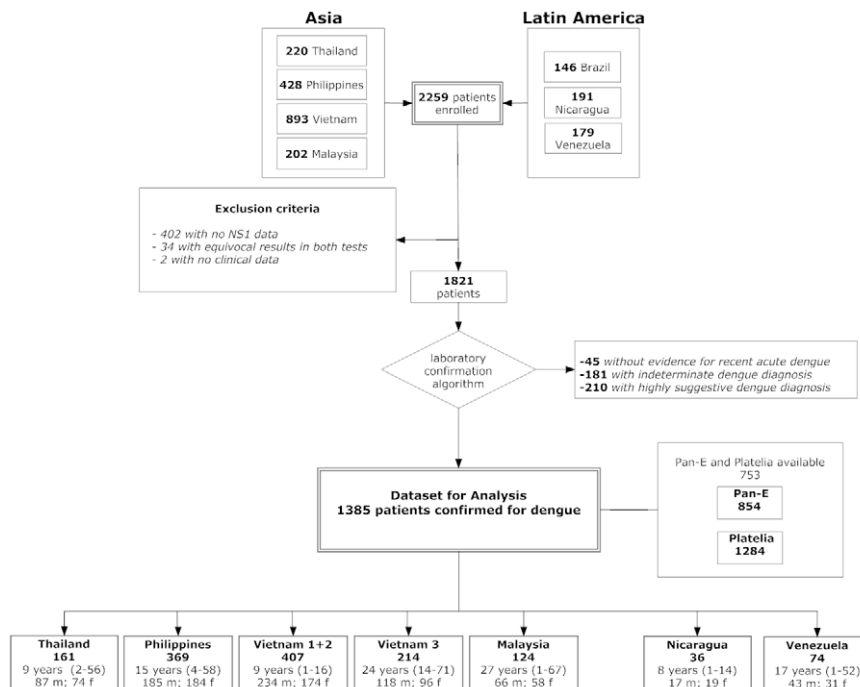 Asia
220 Thailand
428 Philippines
893 Vietnam
202 Malaysia
2259 patients
enrolled
Latin America
146 Brazil
191
Nicaragua
179
Venezuela
Exclusion criteria
- 402 with no NS1 data
- 34 with equivocal results in both tests
- 2 with no clinical data
1821
patients
laboratory
confirmation
algorithm
-45 without evidence for recent acute dengue
-181 with indeterminate dengue diagnosis
-210 with highly suggestive dengue diagnosis
Dataset for Analysis
1385 patients confirmed for dengue
Pan-E and Platelia available
753
Pan-E
854
Platelia
1284
Thailand
161
9 years (2-56)
87 m; 74 f
Philippines
369
15 years (4-58)
185 m; 184 f
Vietnam 1+2
407
9 years (1-16)
234 m; 174 f
Vietnam 3
214
24 years (14-71)
118 m; 96 f
Malaysia
124
27 years (1-67)
66 m; 58 f
Nicaragua
36
8 years (1-14)
17 m; 19 f
Venezuela
74
17 years (1-52)
43 m; 31 f